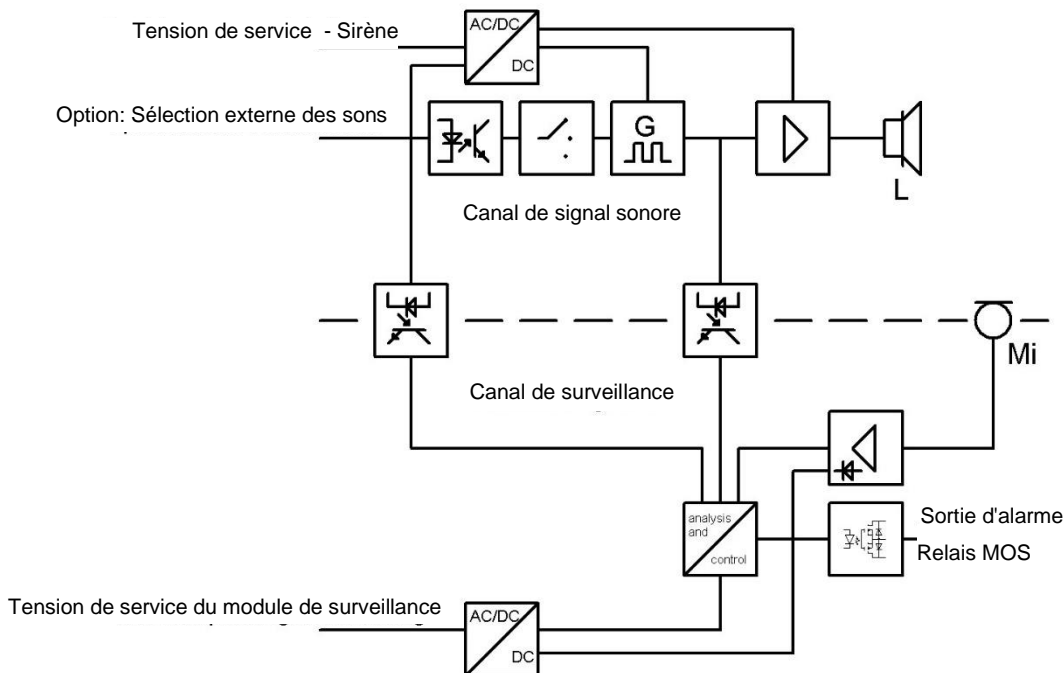 Tension de service - Sirène
AC/DC
DC
Option: Sélection externe des sons
G
L
Canal de signal sonore
Mi
Canal de surveillance
analysis
and
control
Sortie d'alarme
Relais MOS
Tension de service du module de surveillance
AC/DC
DC